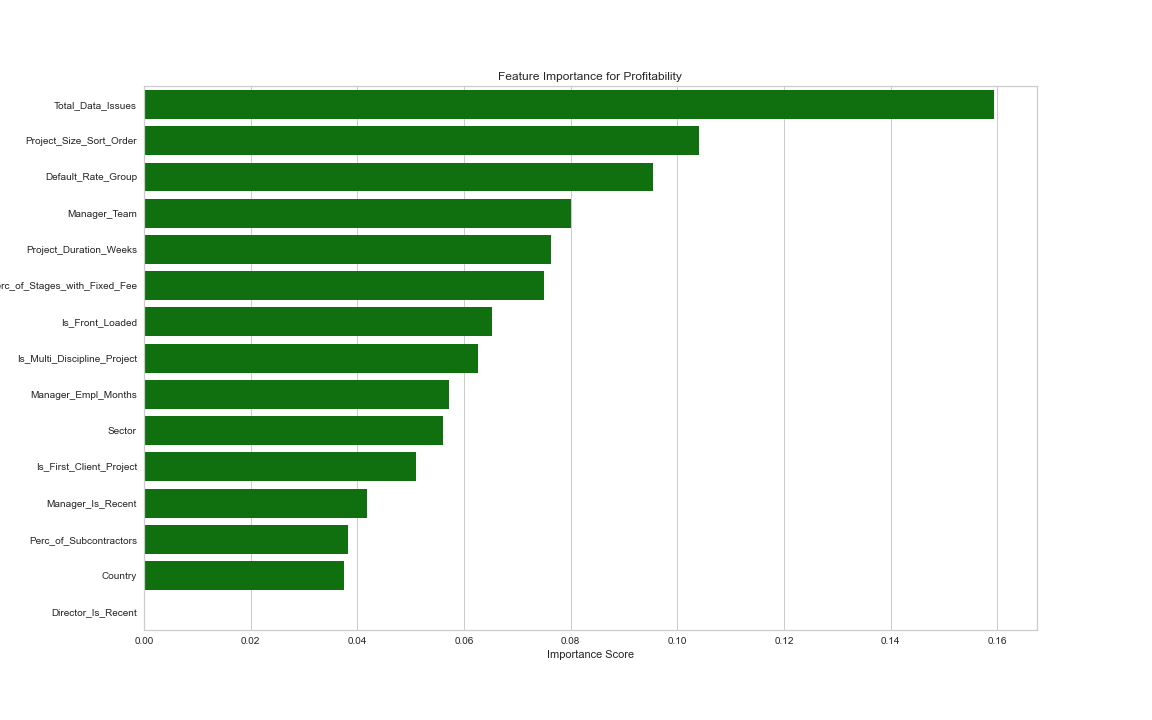 Feature Importance for Profitability
Total_Data_Issues
Project_Size_Sort_Order
Default_Rate_Group
Manager_Team
Project_Duration_Weeks
erc_of_Stages_with_Fixed_Fee
Is_Front_Loaded
Is_Multi_Discipline_Project
Manager_Empl_Months
Sector
Is_First_Client_Project
Manager_Is_Recent
Perc_of_Subcontractors
Country
Director_Is_Recent
0.00 0.02 0.04 0.06 0.08 0.10 0.12 0.14 0.16
Importance Score